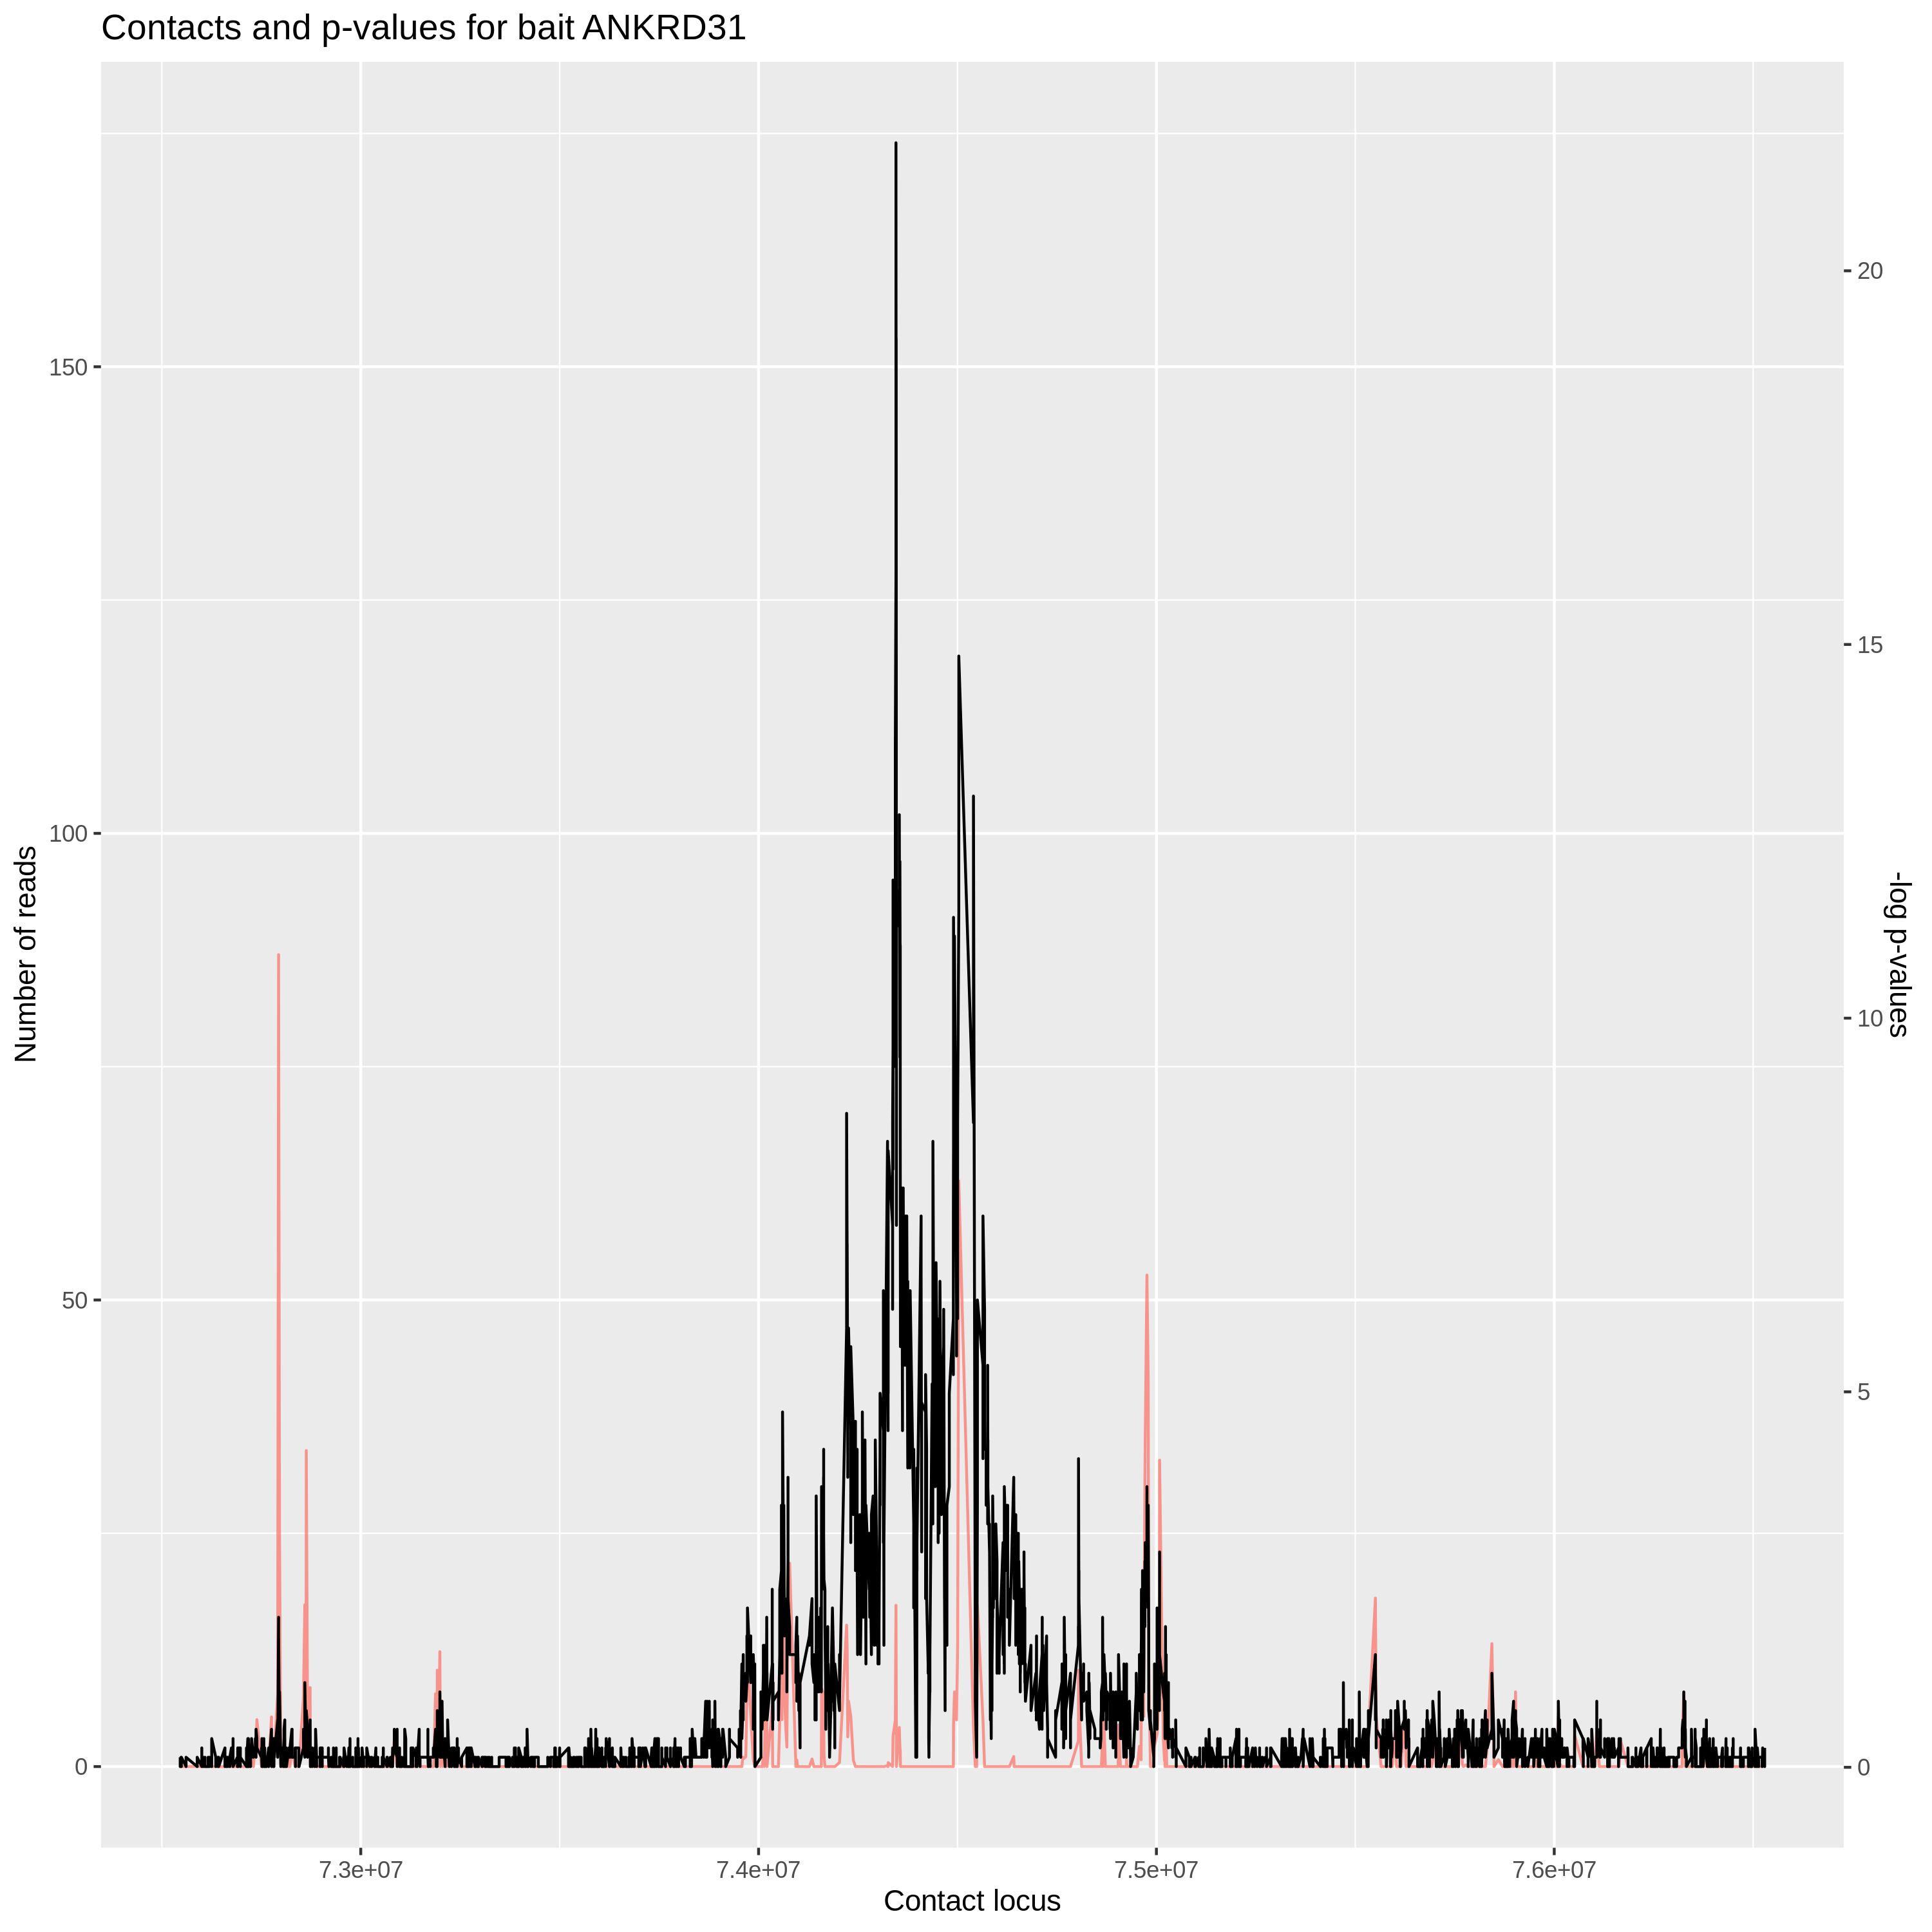 Contacts and p-values for bait ANKRD31
Number of reads
150
100
50
0
20
15
10
5
0
-log p-values
7.3e+07
7.4e+07
7.5e+07
7.6e+07
Contact locus